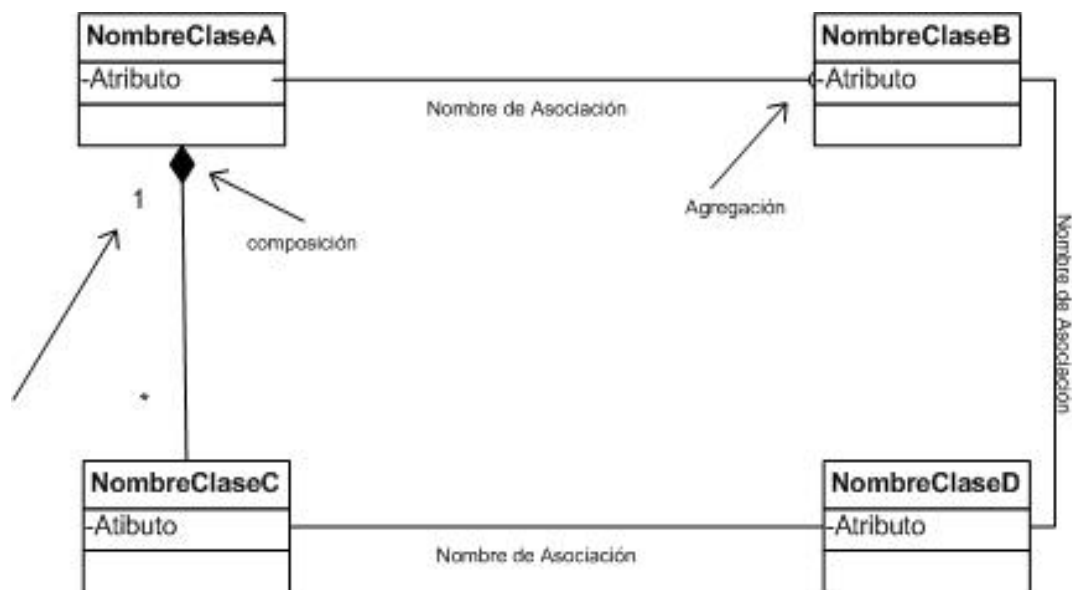 NombreClaseA
-Atributo
NombreClaseB
-Atributo
Nombre de Asociación
Agregación
1
composición
Nombre de Asociación
*
NombreClaseC
-Atibuto
NombreClaseD
-Atributo
Nombre de Asociación